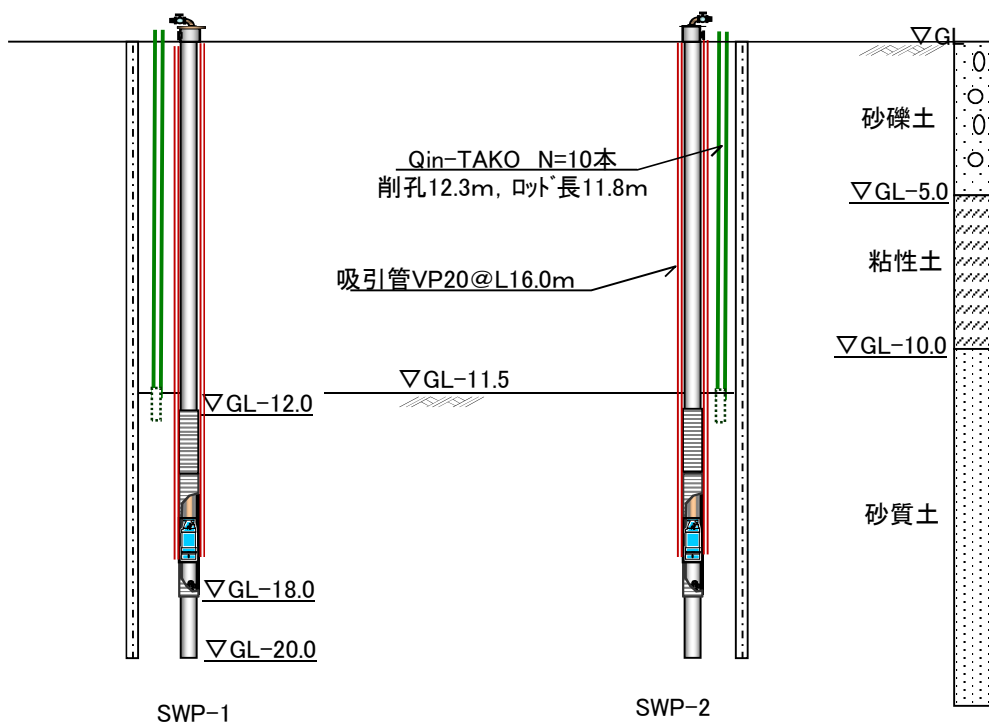 ▽GL
砂礫土
Qin-TAKO N=10本
削孔12.3m, ﾛｯﾄﾞ長11.8m
▽GL-5.0
粘性土
吸引管VP20@L16.0m
▽GL-10.0
▽GL-11.5
▽GL-12.0
砂質土
▽GL-18.0
▽GL-20.0
SWP-1
SWP-2